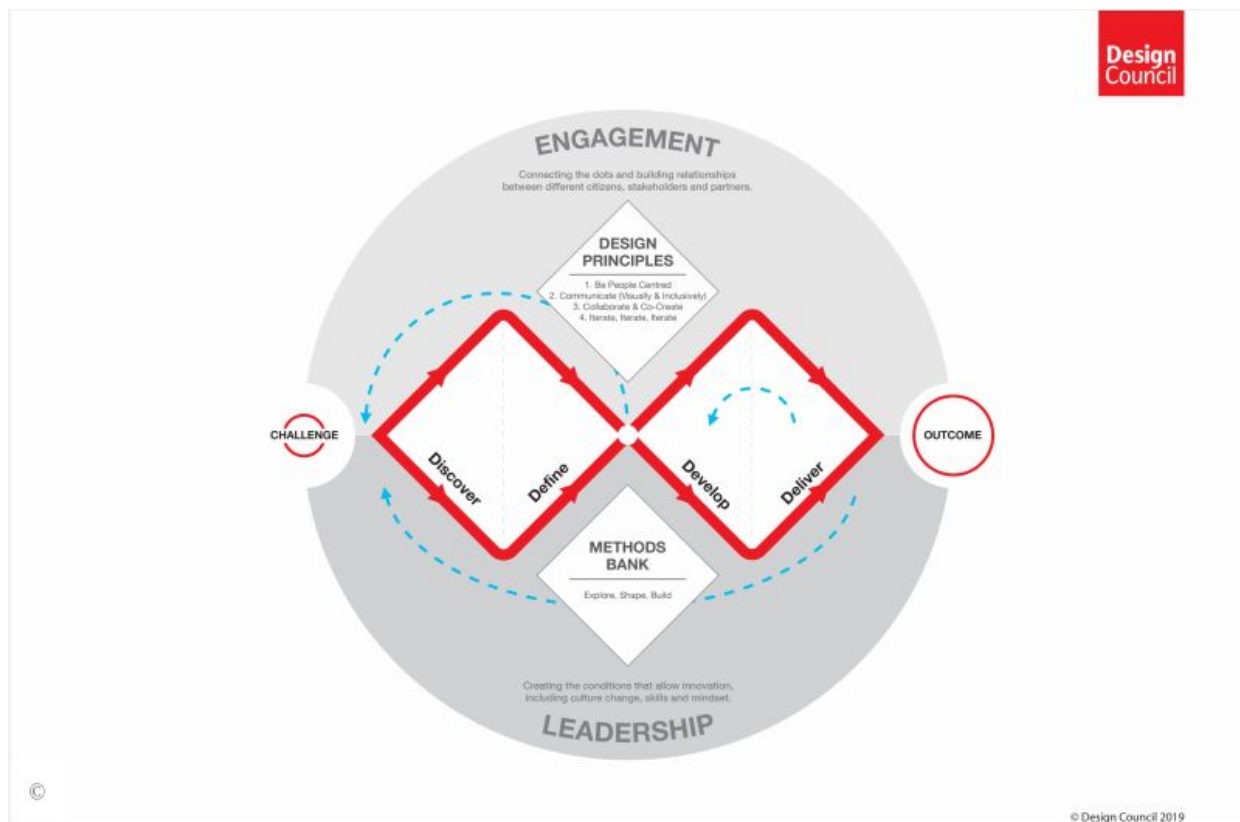 Design
Council
ENGAGEMENT
Connecting the dots and building relationships
between different citizens, stakeholders and partners.
DESIGN
PRINCIPLES
1. Be People Centred
2. Communicate (Visually & Inclusively)
3. Collaborate & Co-Create
4. Iterate, Iterate, Iterate
CHALLENGE
Discover
Define
Develop
Deliver
OUTCOME
METHODS
BANK
Explore, Shape, Build
Creating the conditions that allow innovation,
including culture change, skills and mindset.
LEADERSHIP
©
© Design Council 2019